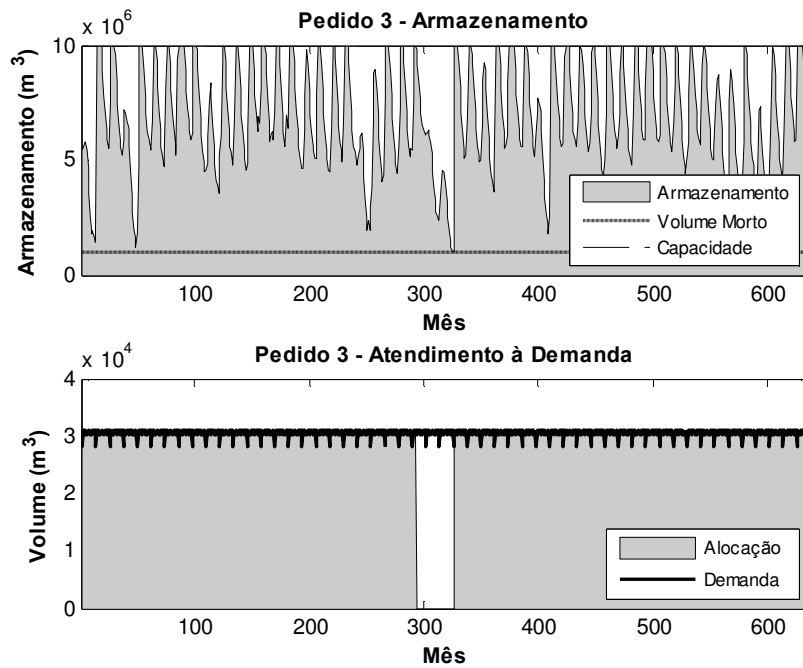 Pedido 3 - Armazenamento
x 10^6
10
5
0
Armazenamento (m^3)
Armazenamento
Volume Morto
Capacidade
100 200 300 400 500 600
Mês
Pedido 3 - Atendimento à Demanda
x 10^4
4
3
2
1
0
Volume (m^3)
Alocação
Demanda
100 200 300 400 500 600
Mês